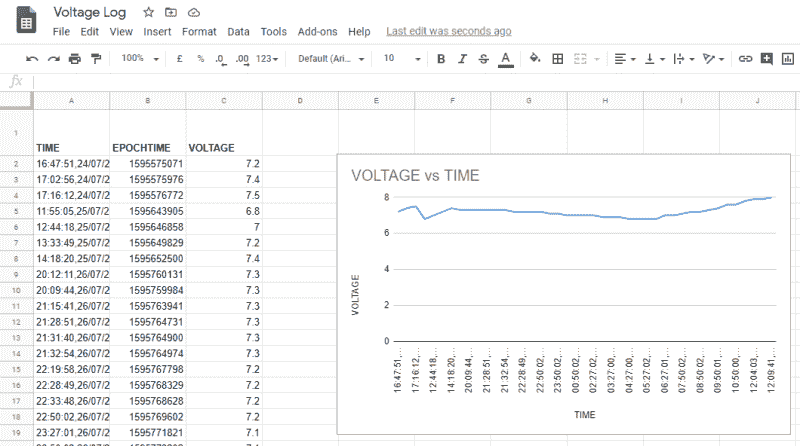 Voltage Log
File Edit View Insert Format Data Tools Add-ons Help Last edit was seconds ago
100% £ % .0 .00 123 Default (Ari... 10 B I S A
fx
A B C D E F G H I J
1 TIME EPOCHTIME VOLTAGE
2 16:47:51,24/07/2 1595575071 7.2
3 17:02:56,24/07/2 1595575976 7.4
4 17:16:12,24/07/2 1595576772 7.5
5 11:55:05,25/07/2 1595643905 6.8
6 12:44:18,25/07/2 1595646858 7
7 13:33:49,25/07/2 1595649829 7.2
8 14:18:20,25/07/2 1595652500 7.4
9 20:12:11,26/07/2 1595760131 7.3
10 20:09:44,26/07/2 1595759984 7.3
11 21:15:41,26/07/2 1595763941 7.3
12 21:28:51,26/07/2 1595764731 7.3
13 21:31:40,26/07/2 1595764900 7.3
14 21:32:54,26/07/2 1595764974 7.3
15 22:19:58,26/07/2 1595767798 7.2
16 22:28:49,26/07/2 1595768329 7.2
17 22:33:48,26/07/2 1595768628 7.2
18 22:50:02,26/07/2 1595769602 7.2
19 23:27:01,26/07/2 1595771821 7.1
VOLTAGE vs TIME
8
6
4
2
0
VOLTAGE
16:47:51,...
17:16:12,...
12:44:18,...
14:18:20,...
20:09:44,...
21:28:51,...
21:32:54,...
22:28:49,...
22:50:02,...
23:50:02,...
00:50:02,...
02:27:02,...
03:27:00,...
04:27:00,...
05:27:02,...
06:27:01,...
07:50:02,...
08:50:02,...
09:50:01,...
10:50:00,...
12:04:03,...
12:09:41,...
TIME